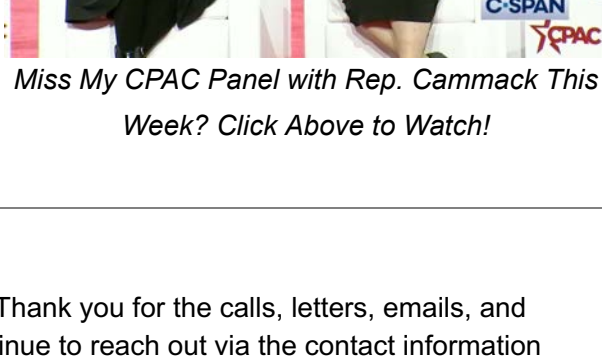 C-SPAN
CPAC
Miss My CPAC Panel with Rep. Cammack This
Week? Click Above to Watch!
Thank you for the calls, letters, emails, and
inue to reach out via the contact information